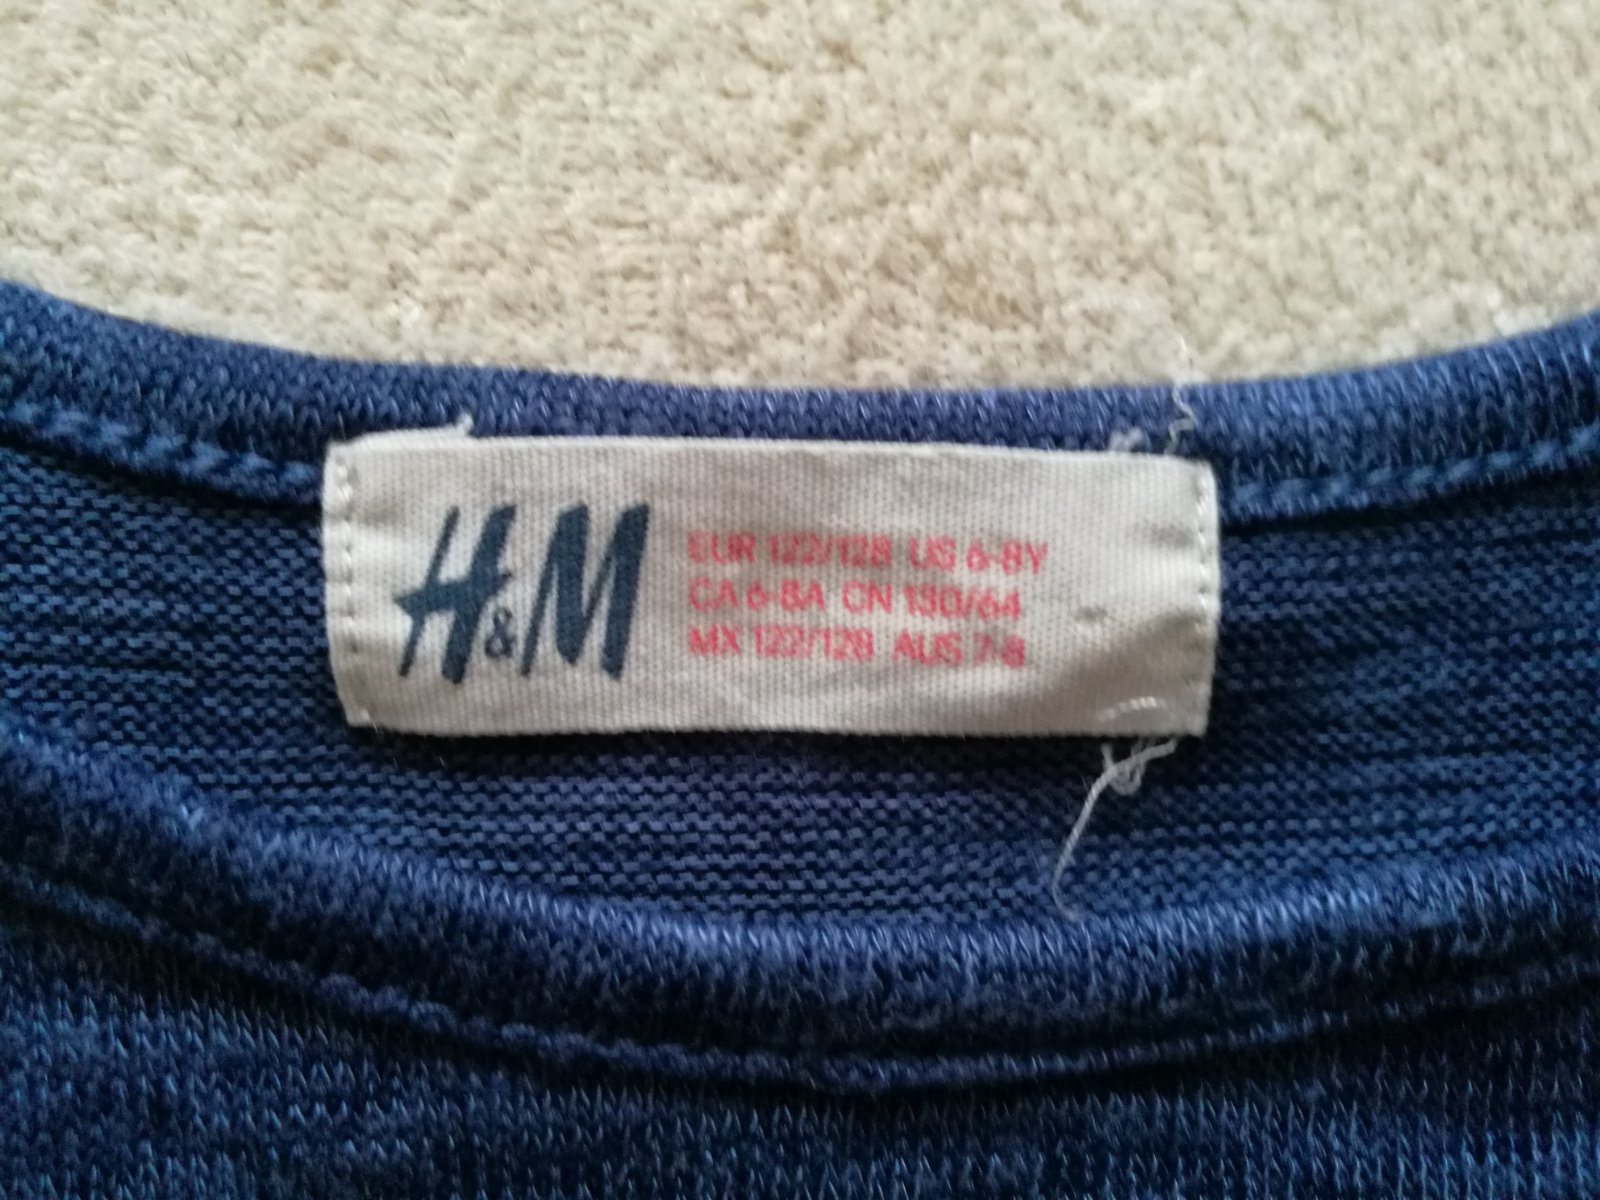 H&M
EUR 122/128 US 6-8Y
CA 6-8A CN 130/64
MX 122/128 AUS 7-8